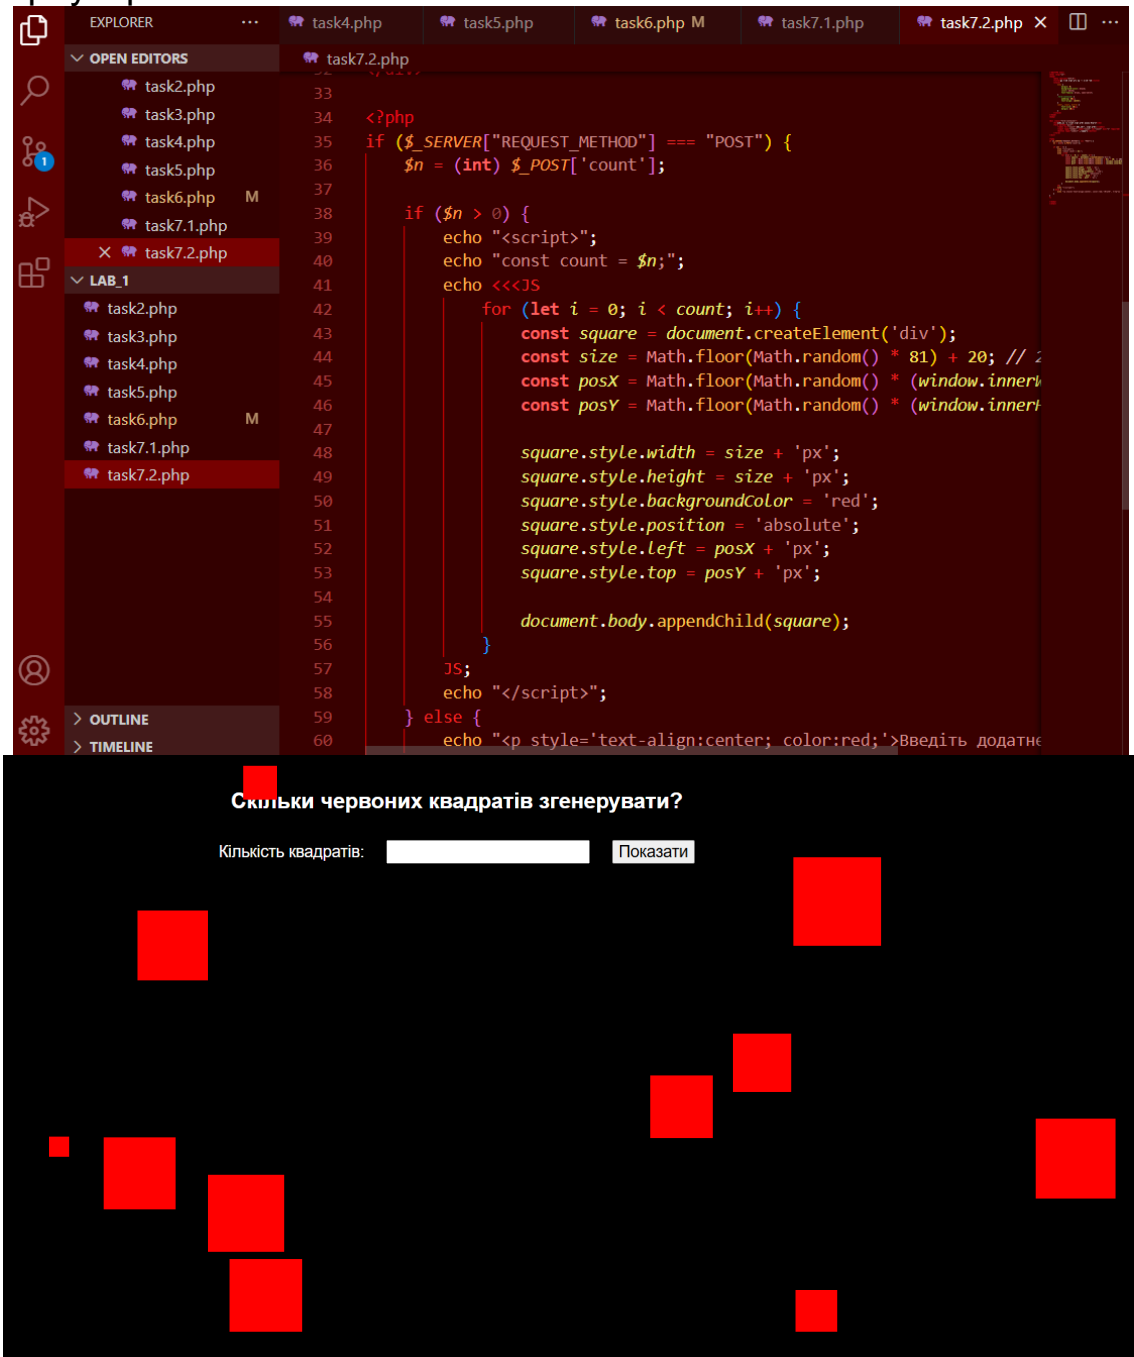 EXPLORER ···
task4.php task5.php task6.php M task7.1.php task7.2.php ···
OPEN EDITORS
task2.php
task3.php
task4.php
task5.php
task6.php M
task7.1.php
task7.2.php
LAB_1
task2.php
task3.php
task4.php
task5.php
task6.php M
task7.1.php
task7.2.php
OUTLINE
TIMELINE
1
task7.2.php
33
34 <?php
35 if ($_SERVER["REQUEST_METHOD"] === "POST") {
36 $n = (int) $_POST['count'];
37
38 if ($n > 0) {
39 echo "<script>";
40 echo "const count = $n;";
41 echo <<<JS
42 for (let i = 0; i < count; i++) {
43 const square = document.createElement('div');
44 const size = Math.floor(Math.random() * 81) + 20; // 2
45 const posX = Math.floor(Math.random() * (window.inner
46 const posY = Math.floor(Math.random() * (window.inner
47
48 square.style.width = size + 'px';
49 square.style.height = size + 'px';
50 square.style.backgroundColor = 'red';
51 square.style.position = 'absolute';
52 square.style.left = posX + 'px';
53 square.style.top = posY + 'px';
54
55 document.body.appendChild(square);
56 }
57 JS;
58 echo "</script>";
59 } else {
60 echo "<p style='text-align:center; color:red;'>Введіть додатне
Скільки червоних квадратів згенерувати?
Кількість квадратів: Показати